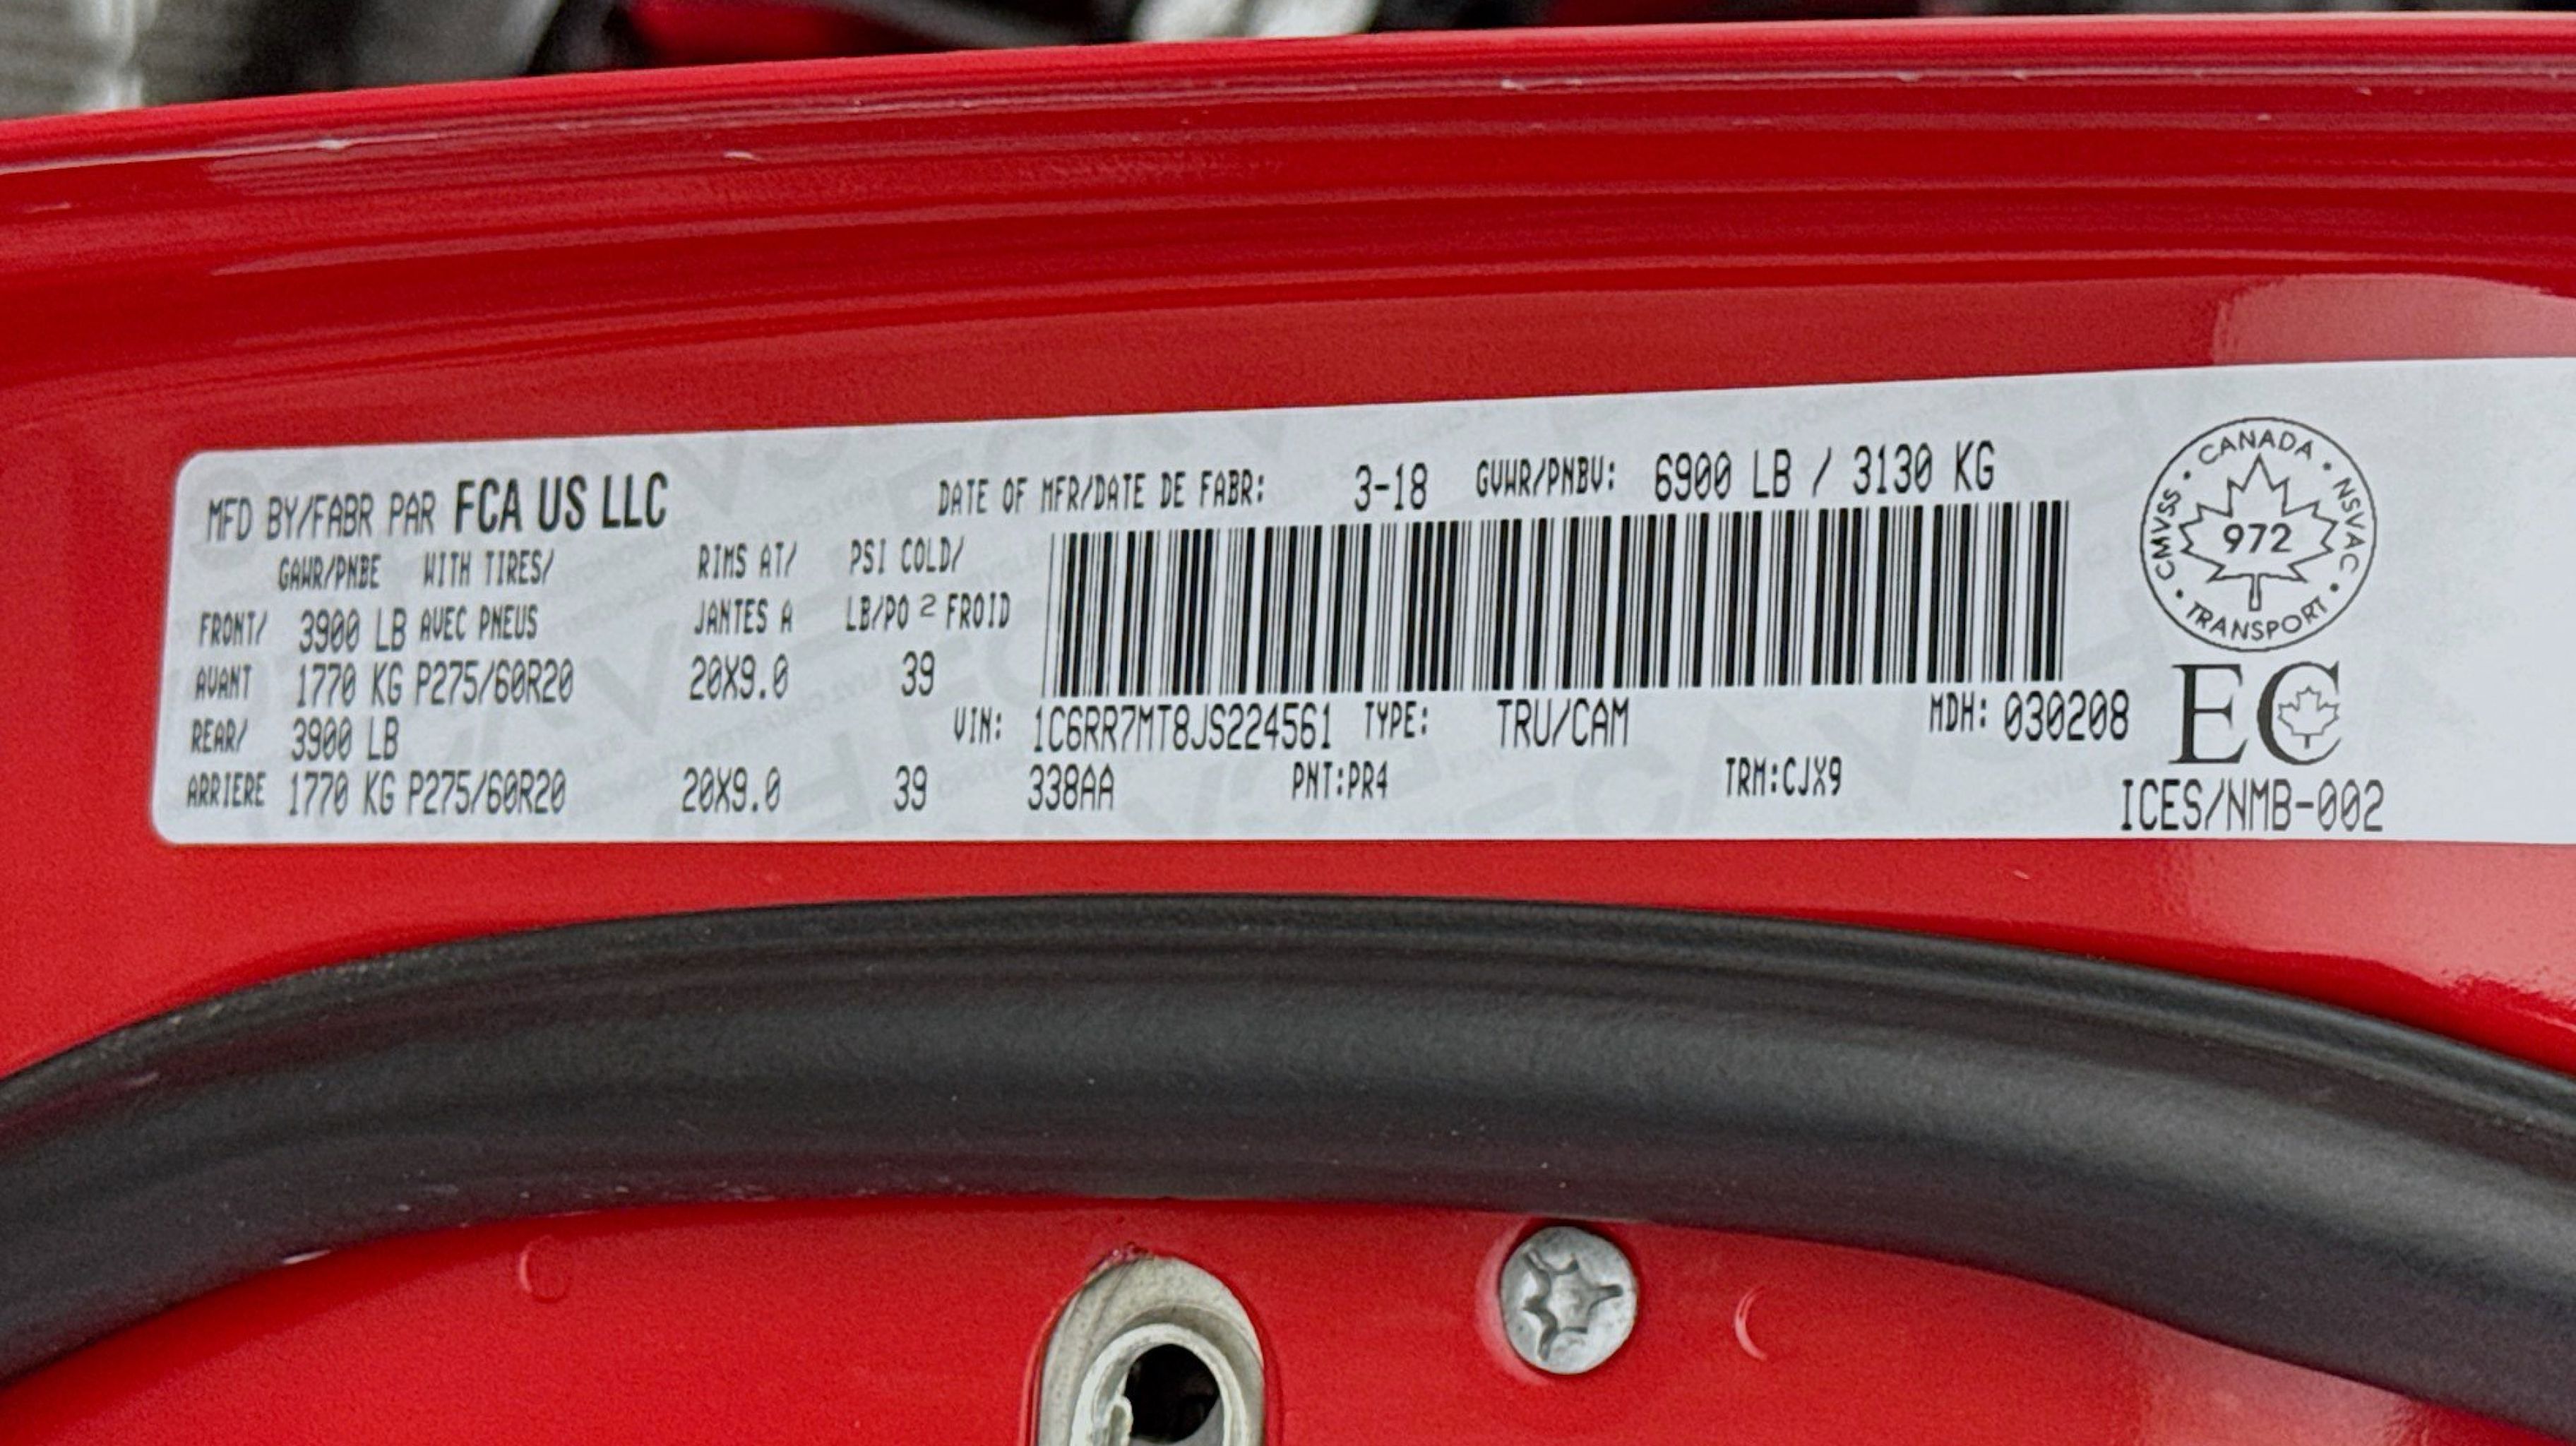 MFD BY/FABR PAR FCA US LLC DATE OF MFR/DATE DE FABR: 3-18 GVWR/PNBV: 6900 LB / 3130 KG
GAWR/PNBE WITH TIRES/ RIMS AT/ PSI COLD/
FRONT/ 3900 LB AVEC PNEUS JANTES A LB/PO 2 FROID
AVANT 1770 KG P275/60R20 20X9.0 39
REAR/ 3900 LB
ARRIERE 1770 KG P275/60R20 20X9.0 39
VIN: 1C6RR7MT8JS224561 TYPE: TRU/CAM MDH: 030208
338AA PNT:PR4 TRM:CJX9
CANADA • NSVAC • TRANSPORT • CMVSS •
972
EC
ICES/NMB-002